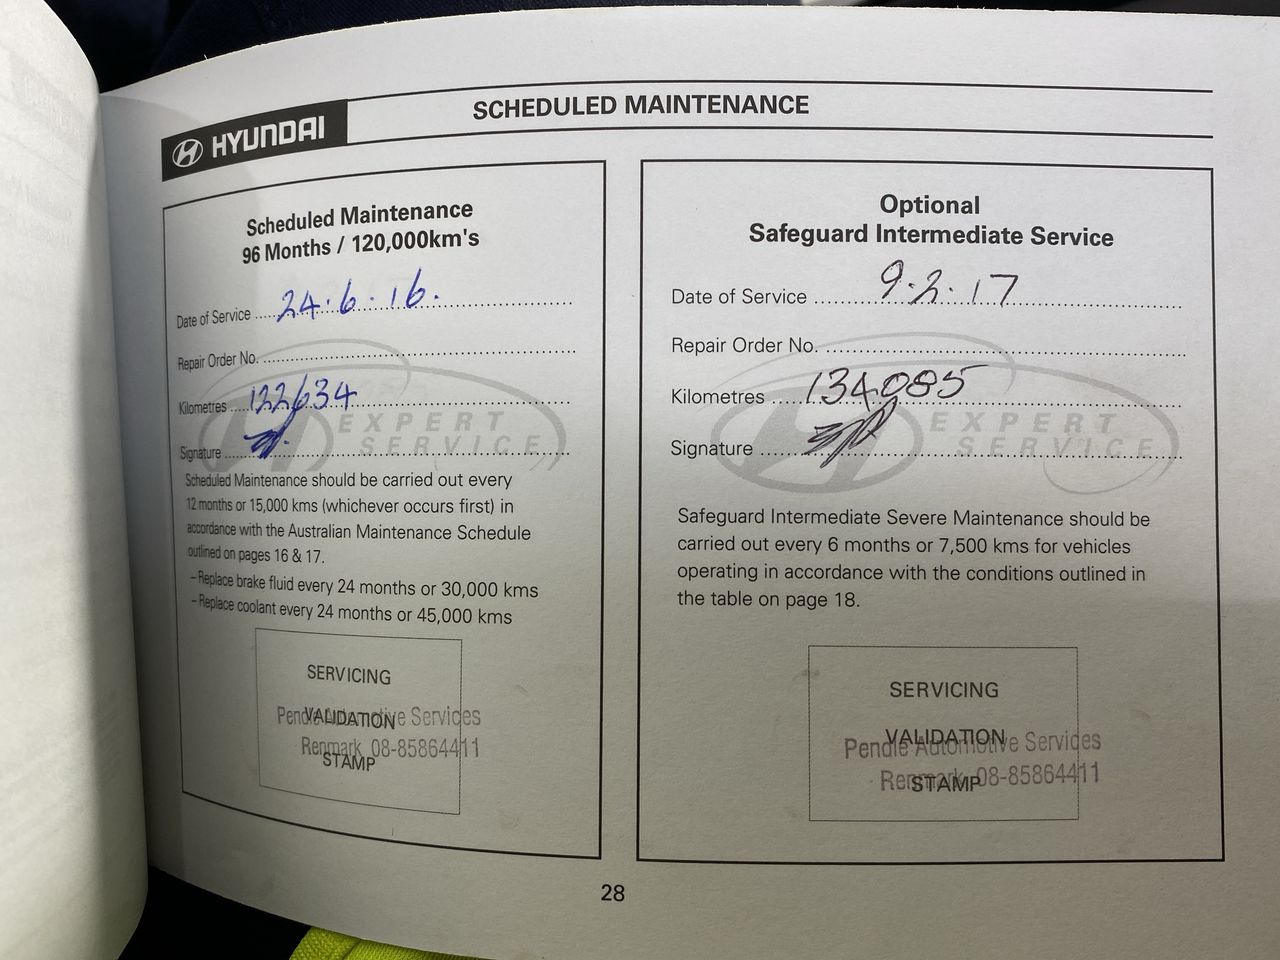 HYUNDAI
SCHEDULED MAINTENANCE
Scheduled Maintenance
96 Months / 120,000km's
Date of Service 24.6.16.
Repair Order No.
Kilometres 122634
Signature
EXPERT
SERVICE
Scheduled Maintenance should be carried out every
12 months or 15,000 kms (whichever occurs first) in
accordance with the Australian Maintenance Schedule
outlined on pages 16 & 17.
– Replace brake fluid every 24 months or 30,000 kms
– Replace coolant every 24 months or 45,000 kms
SERVICING
VALIDATION
STAMP
Pendle Automotive Services
Renmark 08-85864411
Optional
Safeguard Intermediate Service
Date of Service 9.2.17
Repair Order No.
Kilometres 134085
Signature
EXPERT
SERVICE
Safeguard Intermediate Severe Maintenance should be
carried out every 6 months or 7,500 kms for vehicles
operating in accordance with the conditions outlined in
the table on page 18.
SERVICING
VALIDATION
STAMP
Pendle Automotive Services
Renmark 08-85864411
28